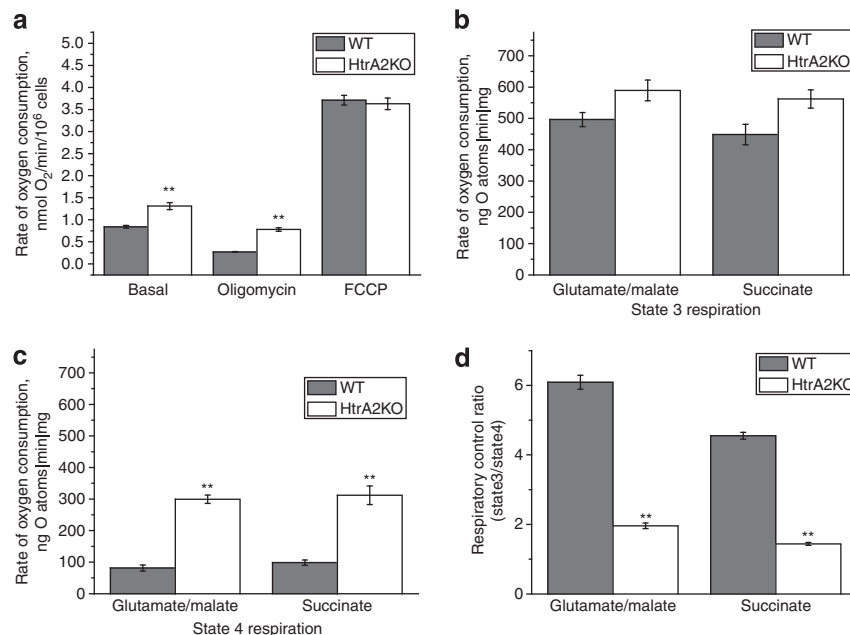 a
Rate of oxygen consumption,
nmol O₂/min/10⁶ cells
5.0
4.5
4.0
3.5
3.0
2.5
2.0
1.5
1.0
0.5
0.0
WT
HtrA2KO
**
**
Basal
Oligomycin
FCCP
b
Rate of oxygen consumption,
ng O atoms|min|mg
700
600
500
400
300
200
100
0
WT
HtrA2KO
Glutamate/malate
Succinate
State 3 respiration
c
Rate of oxygen consumption,
ng O atoms|min|mg
700
600
500
400
300
200
100
0
WT
HtrA2KO
**
**
Glutamate/malate
Succinate
State 4 respiration
d
Respiratory control ratio
(state3/state4)
6
4
2
0
WT
HtrA2KO
**
**
Glutamate/malate
Succinate